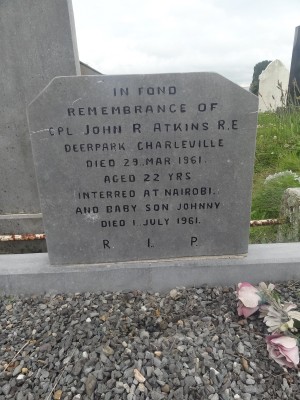 IN FOND
REMEMBRANCE OF
CPL JOHN R ATKINS R.E
DEERPARK CHARLEVILLE
DIED 29 MAR 1961
AGED 22 YRS
INTERRED AT NAIROBI.
AND BABY SON JOHNNY
DIED 1 JULY 1961.
R I P